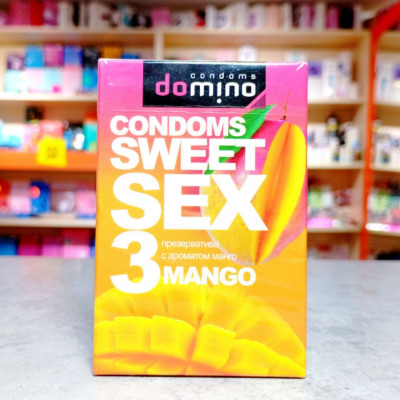 condoms
domino
CONDOMS
SWEET
SEX
3
презерватива
с ароматом манго
MANGO